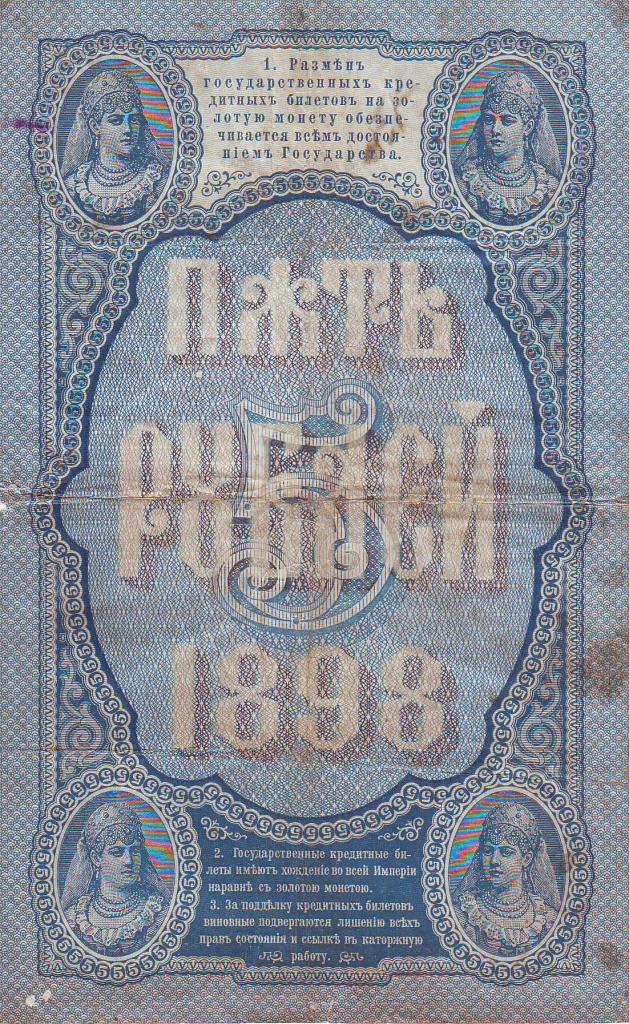 1. Размѣнъ
государственныхъ кре-
дитныхъ билетовъ на зо-
лотую монету обезпе-
чивается всѣмъ достоя-
ніемъ Государства.
ПѦТЬ
РУБЛЕЙ
5
1898
2. Государственные кредитные би-
леты имѣютъ хожденіе во всей Имперіи
наравнѣ съ золотою монетою.
3. За поддѣлку кредитныхъ билетовъ
виновные подвергаются лишенію всѣхъ
правъ состоянія и ссылкѣ въ каторжную
работу.